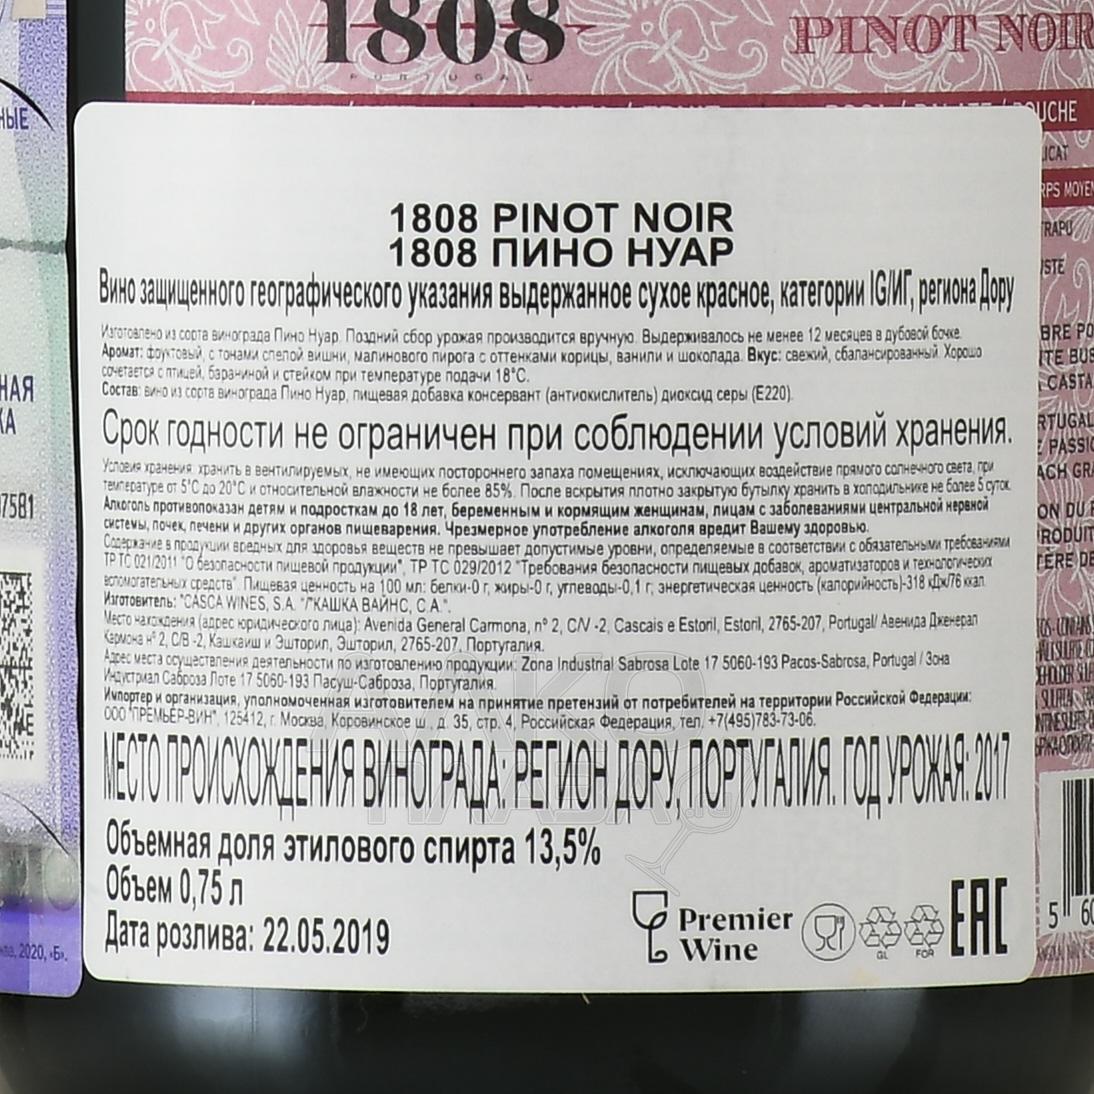 1808
PORTUGAL
PINOT NOIR
1808 PINOT NOIR
1808 ПИНО НУАР
Вино защищенного географического указания выдержанное сухое красное, категории IG/ИГ, региона Дору
Изготовлено из сорта винограда Пино Нуар. Поздний сбор урожая производится вручную. Выдерживалось не менее 12 месяцев в дубовой бочке.
Аромат: фруктовый, с тонами спелой вишни, малинового пирога с оттенками корицы, ванили и шоколада. Вкус: свежий, сбалансированный. Хорошо
сочетается с птицей, бараниной и стейком при температуре подачи 18°С.
Состав: вино из сорта винограда Пино Нуар, пищевая добавка консервант (антиокислитель) диоксид серы (Е220).
Срок годности не ограничен при соблюдении условий хранения.
Условия хранения: хранить в вентилируемых, не имеющих постороннего запаха помещениях, исключающих воздействие прямого солнечного света, при
температуре от 5°С до 20°С и относительной влажности не более 85%. После вскрытия плотно закрытую бутылку хранить в холодильнике не более 5 суток.
Алкоголь противопоказан детям и подросткам до 18 лет, беременным и кормящим женщинам, лицам с заболеваниями центральной нервной
системы, почек, печени и других органов пищеварения. Чрезмерное употребление алкоголя вредит Вашему здоровью.
Содержание в продукции вредных для здоровья веществ не превышает допустимые уровни, определяемые в соответствии с обязательными требованиями
ТР ТС 021/2011 "О безопасности пищевой продукции", ТР ТС 029/2012 "Требования безопасности пищевых добавок, ароматизаторов и технологических
вспомогательных средств". Пищевая ценность на 100 мл: белки-0 г, жиры-0 г, углеводы-0,1 г; энергетическая ценность (калорийность)-318 кДж/76 ккал.
Изготовитель: "CASCA WINES, S.A. "/"КАШКА ВАЙНС, С.А.".
Место нахождения (адрес юридического лица): Avenida General Carmona, nº 2, C/V -2, Cascais e Estoril, Estoril, 2765-207, Portugal/ Авенида Дженерал
Кармона нº 2, С/В -2, Кашкаиш и Эшторил, Эшторил, 2765-207, Португалия.
Адрес места осуществления деятельности по изготовлению продукции: Zona Industrial Sabrosa Lote 17 5060-193 Pacos-Sabrosa, Portugal / Зона
Индустриал Саброза Лоте 17 5060-193 Пасуш-Саброза, Португалия.
Импортер и организация, уполномоченная изготовителем на принятие претензий от потребителей на территории Российской Федерации:
ООО "ПРЕМЬЕР-ВИН", 125412, г. Москва, Коровинское ш., д. 35, стр. 4, Российская Федерация, тел. +7(495)783-73-06.
МЕСТО ПРОИСХОЖДЕНИЯ ВИНОГРАДА: РЕГИОН ДОРУ, ПОРТУГАЛИЯ. ГОД УРОЖАЯ: 2017
Объемная доля этилового спирта 13,5%
Объем 0,75 л
Дата розлива: 22.05.2019
Premier
Wine
GL
FOR
EAC